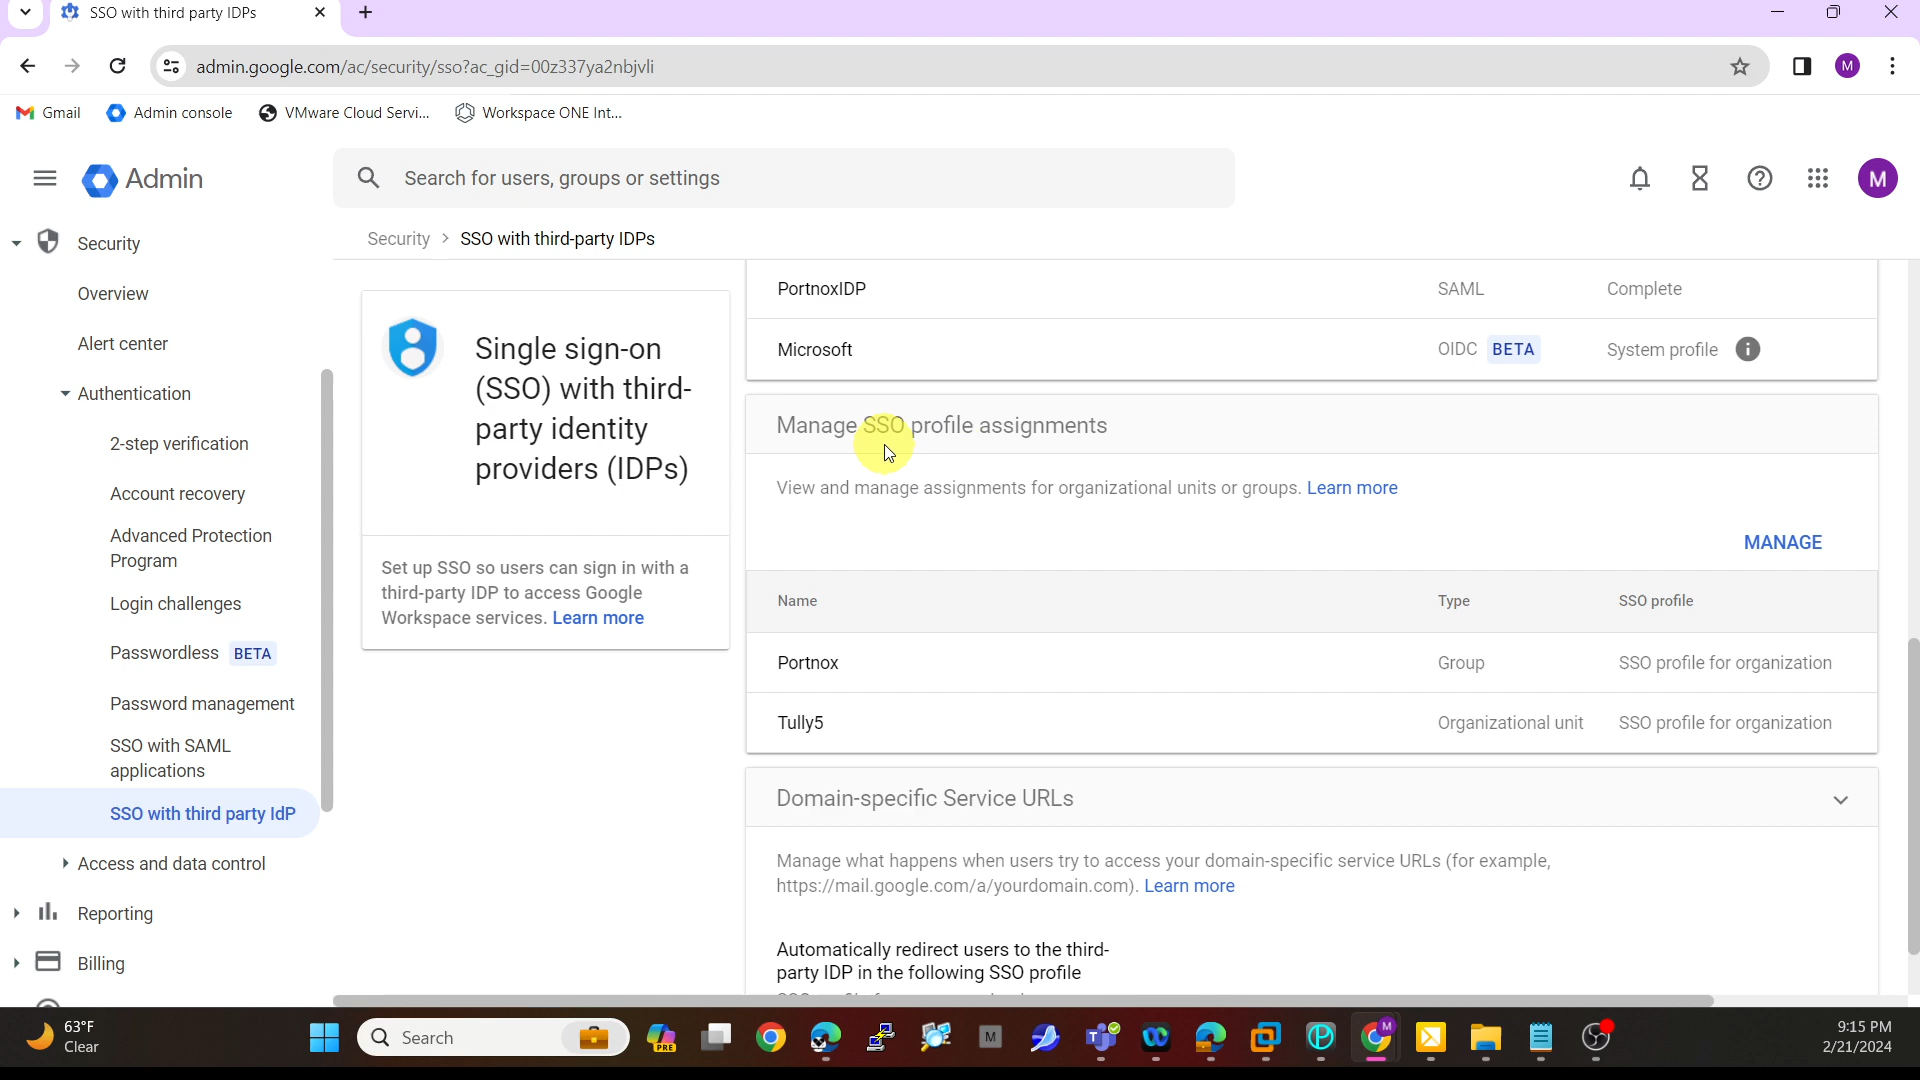 SSO with third party IDPs
admin.google.com/ac/security/sso?ac_gid=00z337ya2nbjvli
M
Gmail
Admin console
VMware Cloud Servi...
Workspace ONE Int...
Admin
Search for users, groups or settings
M
Security
Security > SSO with third-party IDPs
Overview
Alert center
Authentication
2-step verification
Account recovery
Advanced Protection
Program
Login challenges
Passwordless BETA
Password management
SSO with SAML
applications
SSO with third party IdP
Access and data control
Reporting
Billing
Single sign-on
(SSO) with third-
party identity
providers (IDPs)
Set up SSO so users can sign in with a
third-party IDP to access Google
Workspace services. Learn more
PortnoxIDP SAML Complete
Microsoft OIDC BETA System profile
Manage SSO profile assignments
View and manage assignments for organizational units or groups. Learn more
MANAGE
Name Type SSO profile
Portnox Group SSO profile for organization
Tully5 Organizational unit SSO profile for organization
Domain-specific Service URLs
Manage what happens when users try to access your domain-specific service URLs (for example,
https://mail.google.com/a/yourdomain.com). Learn more
Automatically redirect users to the third-
party IDP in the following SSO profile
63°F
Clear
Search
PRE
M
M
9:15 PM
2/21/2024